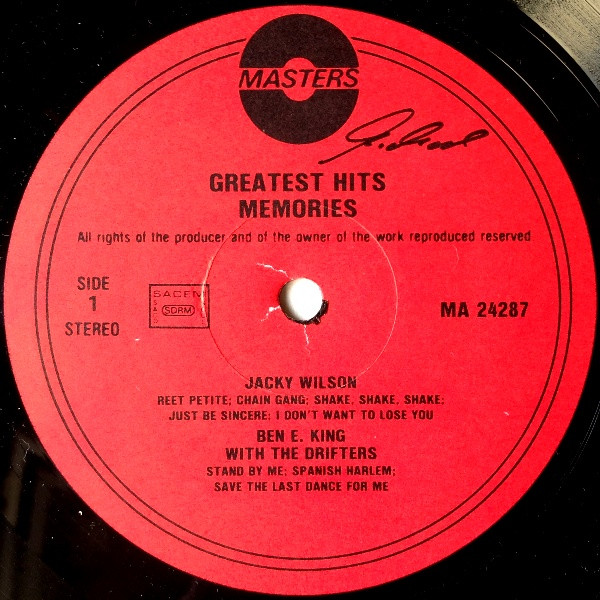 MASTERS
GREATEST HITS
MEMORIES
All rights of the producer and of the owner of the work reproduced reserved
SIDE
1
STEREO
SACEM
SDRM
MA 24287
JACKY WILSON
REET PETITE; CHAIN GANG; SHAKE, SHAKE, SHAKE;
JUST BE SINCERE; I DON'T WANT TO LOSE YOU
BEN E. KING
WITH THE DRIFTERS
STAND BY ME; SPANISH HARLEM;
SAVE THE LAST DANCE FOR ME